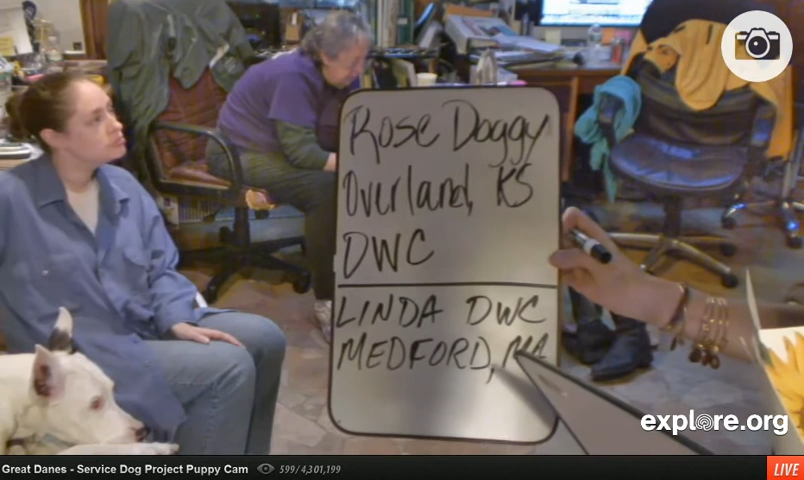 Rose Doggy
Overland, KS
DWC
LINDA DWC
MEDFORD, MA
explore.org
Great Danes - Service Dog Project Puppy Cam 599/4,301,199 LIVE